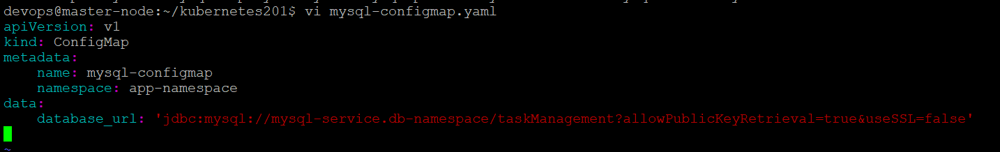 devops@master-node:~/kubernetes201$ vi mysql-configmap.yaml
apiVersion: v1
kind: ConfigMap
metadata:
    name: mysql-configmap
    namespace: app-namespace
data:
    database_url: 'jdbc:mysql://mysql-service.db-namespace/taskManagement?allowPublicKeyRetrieval=true&useSSL=false'
~